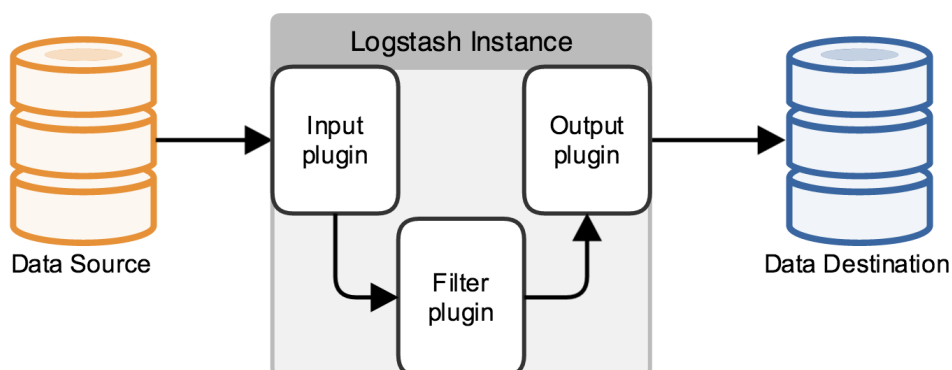 Logstash Instance
Input
plugin
Output
plugin
Data Source
Data Destination
Filter
plugin